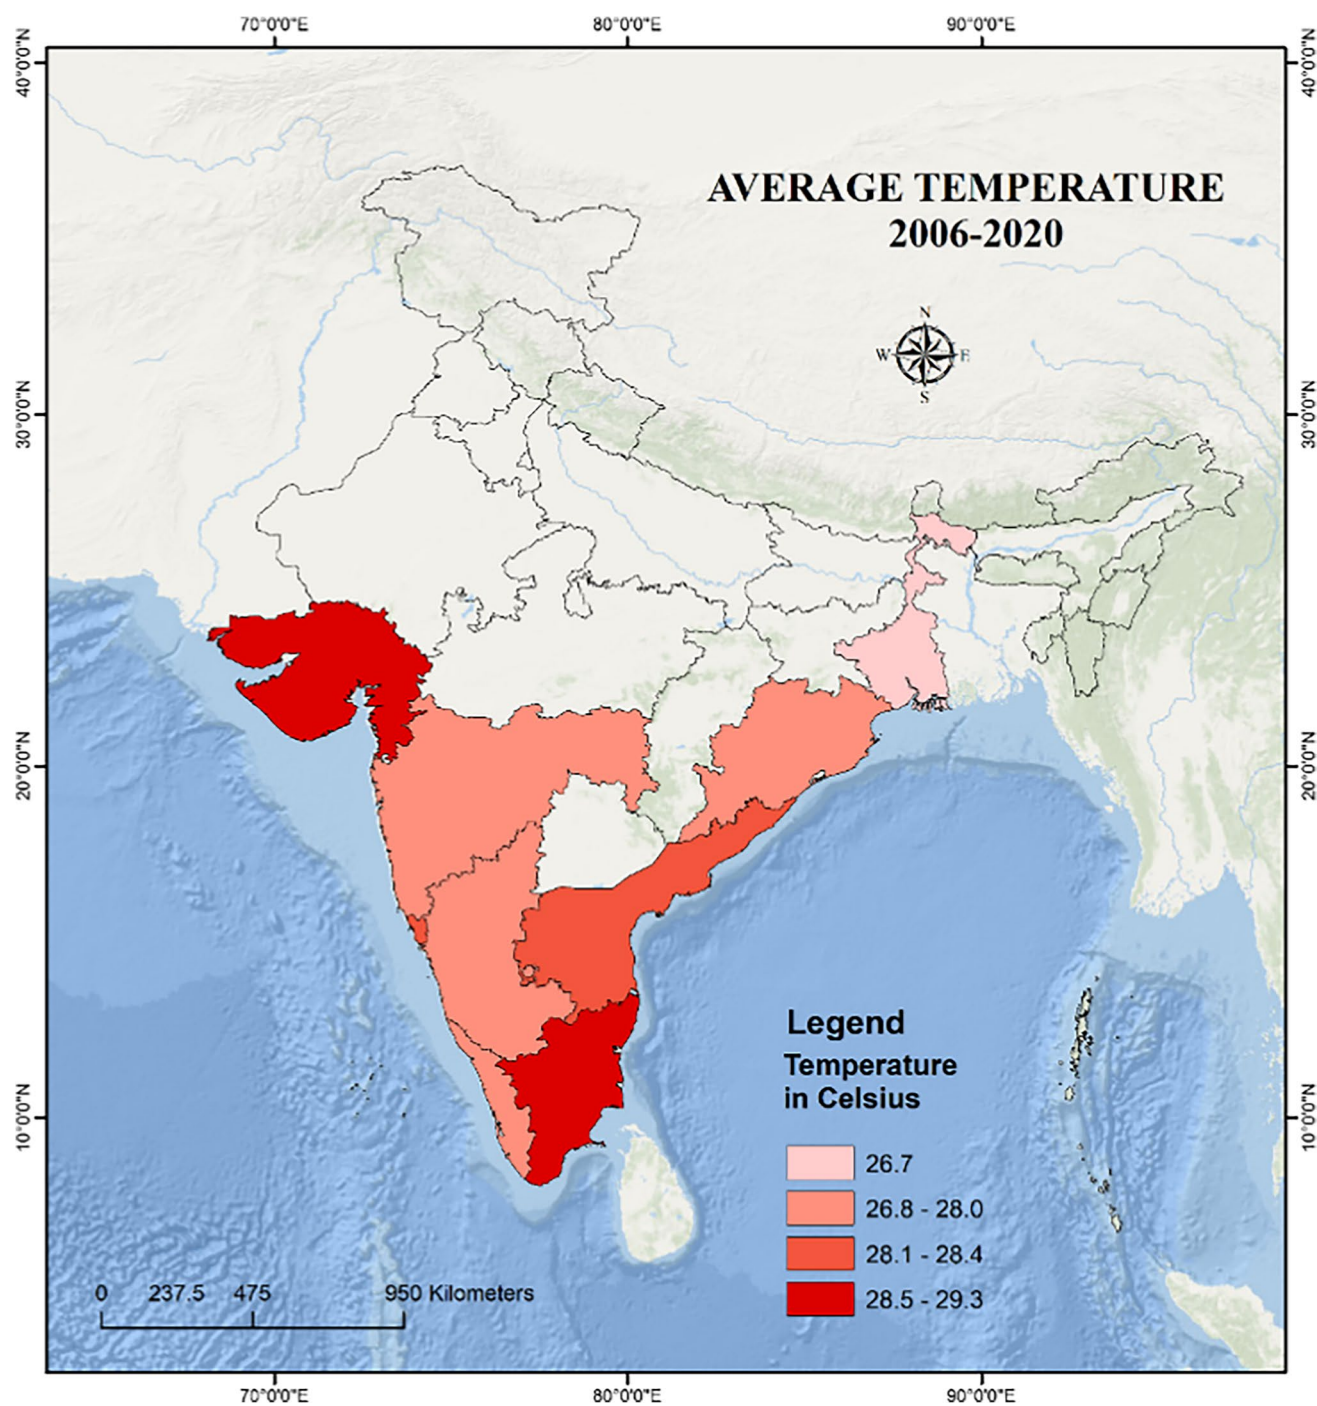 70°0'0"E 80°0'0"E 90°0'0"E
40°0'0"N 40°0'0"N
AVERAGE TEMPERATURE
2006-2020
N
W E
S
30°0'0"N 30°0'0"N
20°0'0"N 20°0'0"N
Legend
Temperature
in Celsius
10°0'0"N 10°0'0"N
26.7
26.8 - 28.0
28.1 - 28.4
28.5 - 29.3
0 237.5 475 950 Kilometers
70°0'0"E 80°0'0"E 90°0'0"E